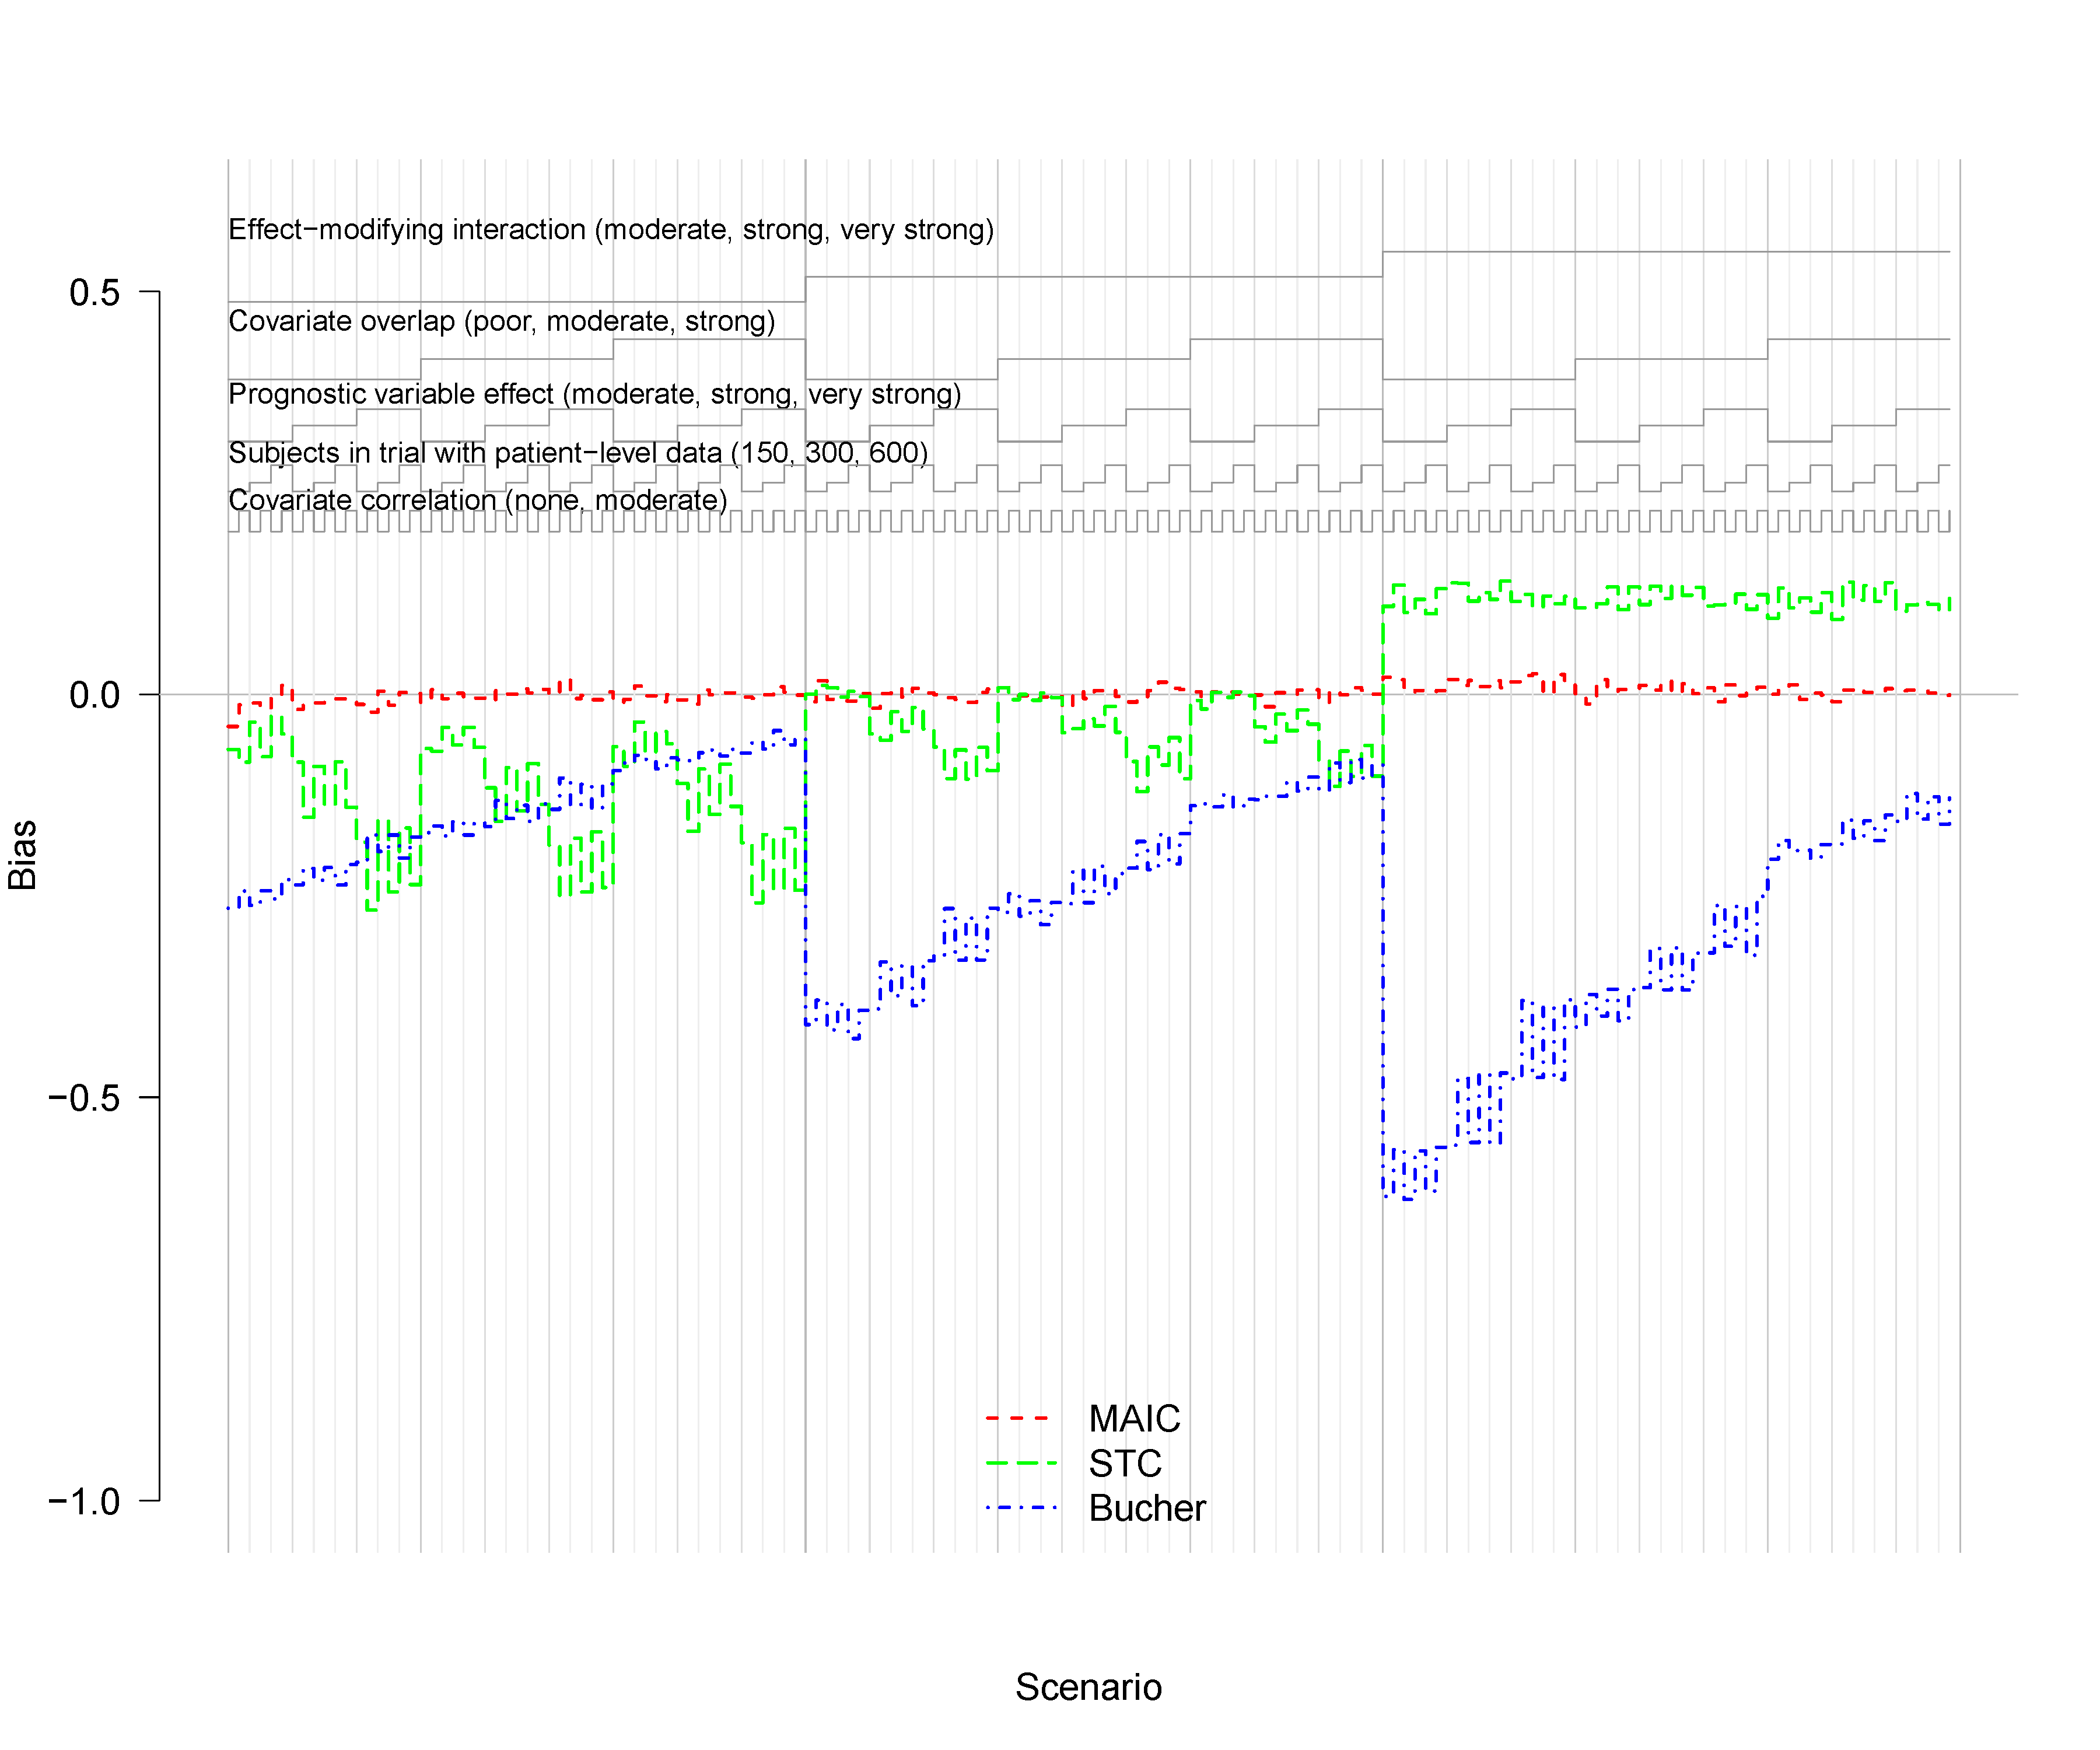 Effect−modifying interaction (moderate, strong, very strong)
0.5
Covariate overlap (poor, moderate, strong)
Prognostic variable effect (moderate, strong, very strong)
Subjects in trial with patient−level data (150, 300, 600)
Covariate correlation (none, moderate)
0.0
Bias
−0.5
−1.0
MAIC
STC
Bucher
Scenario